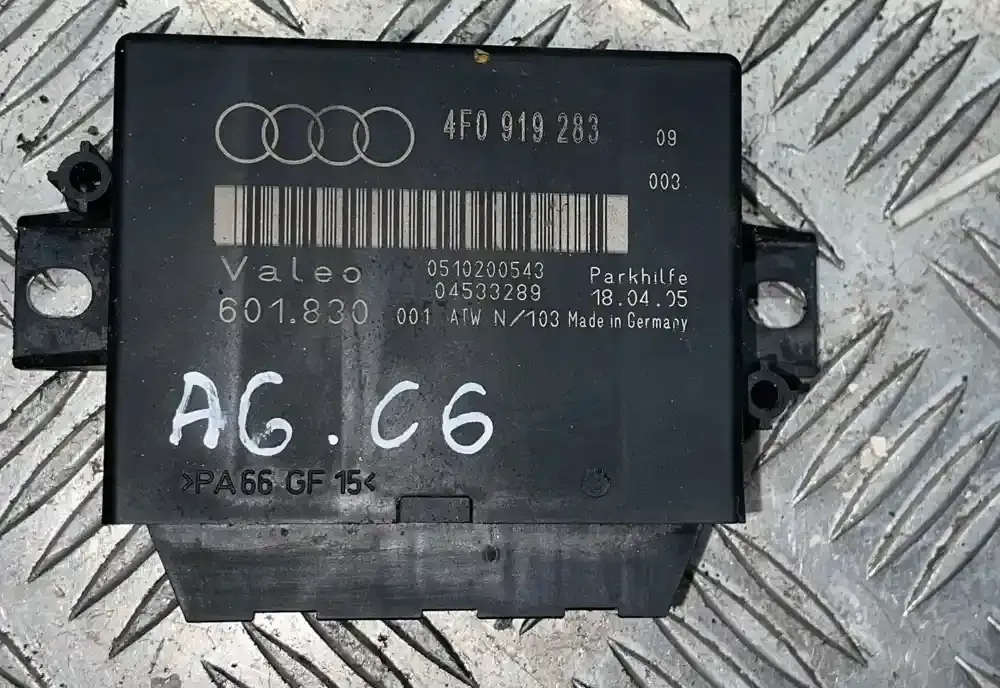 4F0 919 283 09
003
Valeo 0510200543 Parkhilfe
04533289 18.04.05
601.830 001 ATW N/103 Made in Germany
A6.C6
>PA66 GF 15<